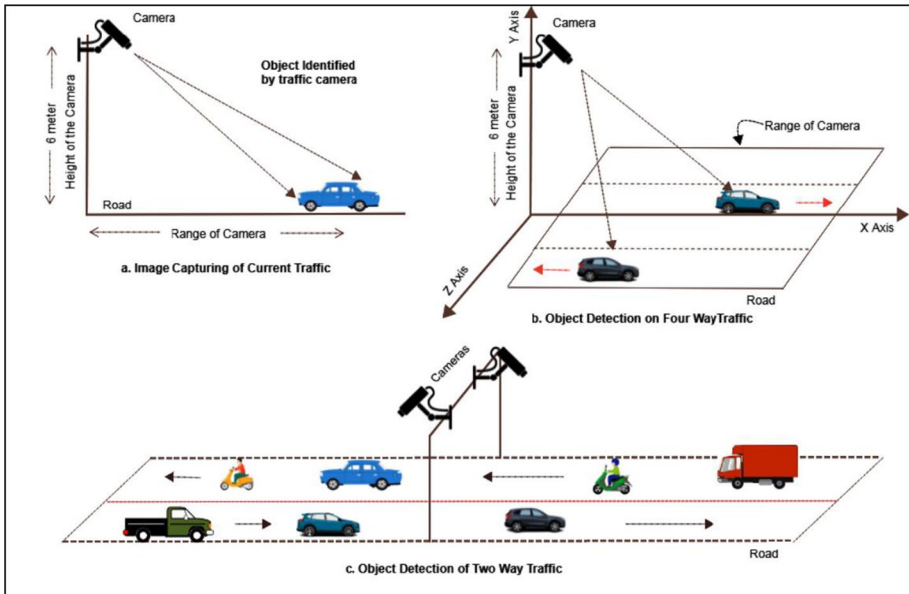 Camera
Object Identified
by traffic camera
6 meter
Height of the Camera
Road
Range of Camera
a. Image Capturing of Current Traffic
Y Axis
Camera
6 meter
Height of the Camera
Range of Camera
X Axis
Z Axis
Road
b. Object Detection on Four WayTraffic
Cameras
Road
c. Object Detection of Two Way Traffic